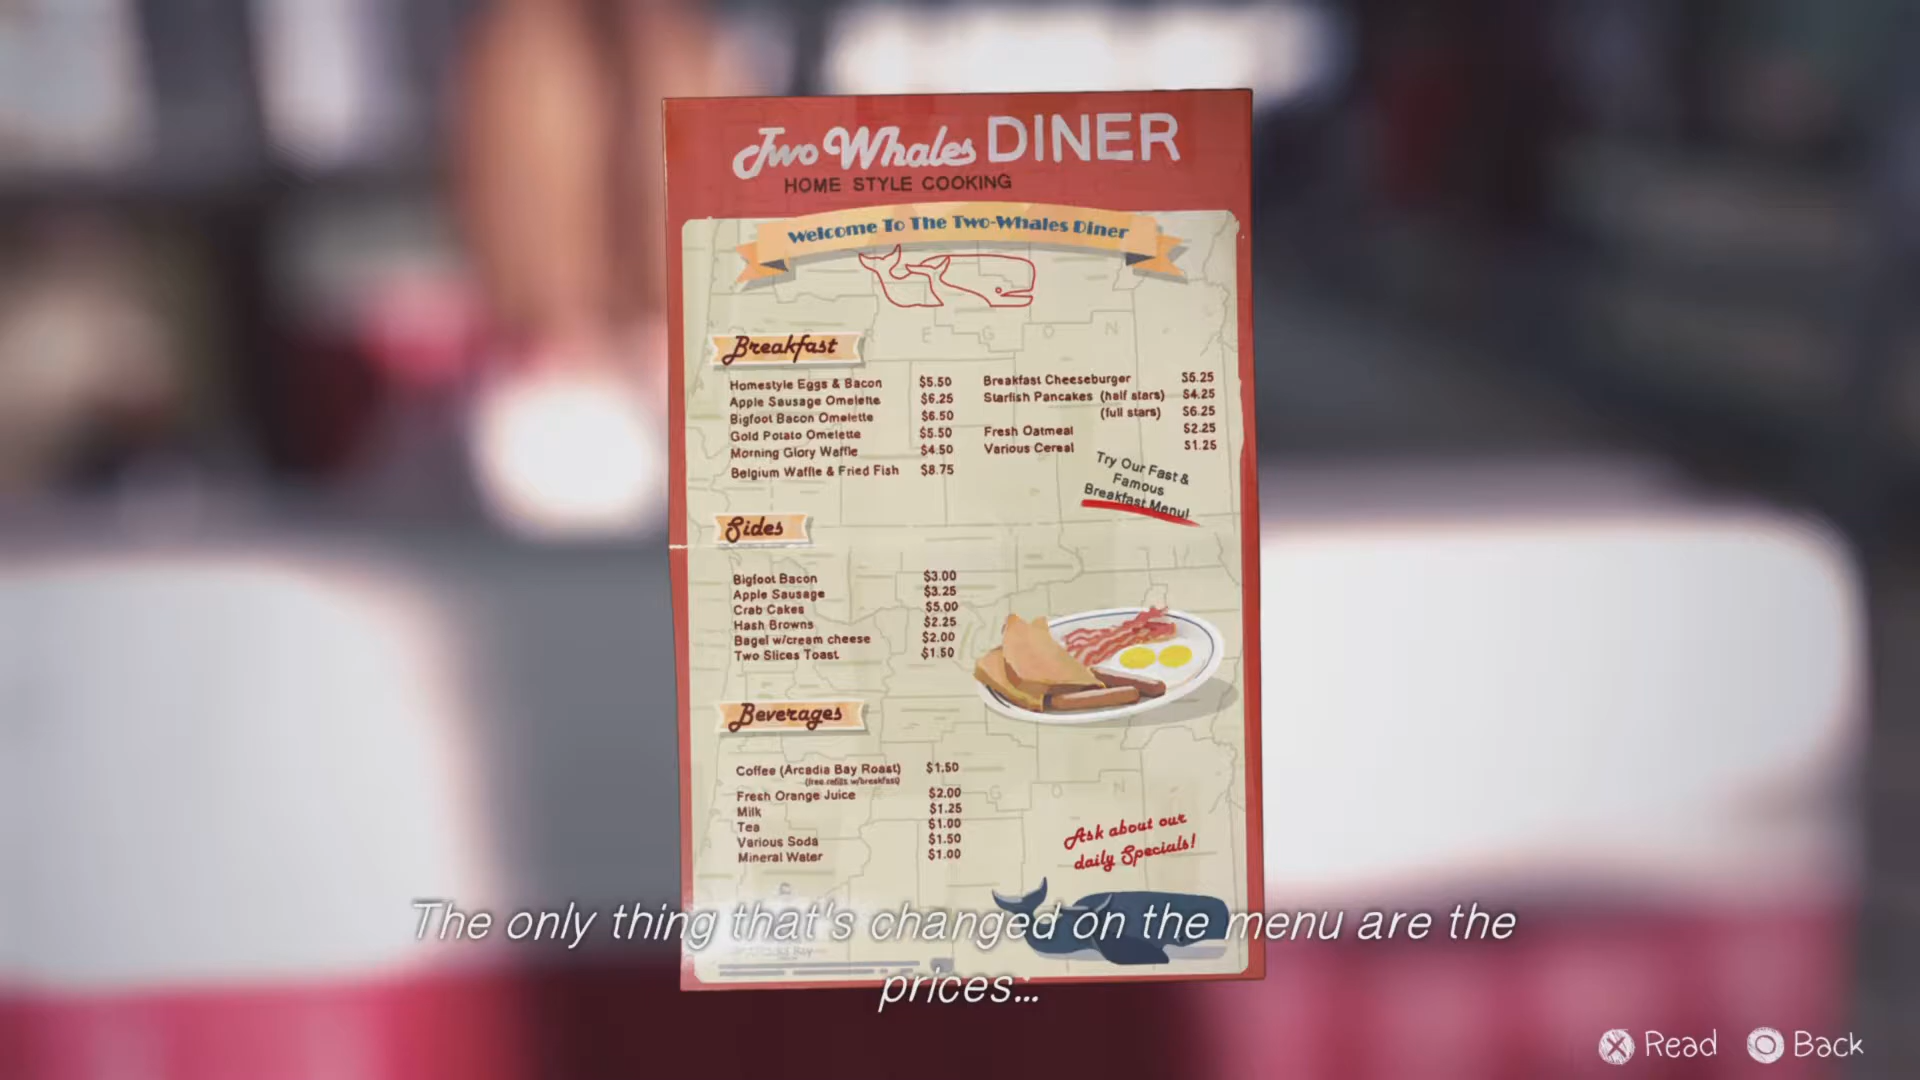 Two Whales DINER
HOME STYLE COOKING
Welcome To The Two-Whales Diner
E G O N
Breakfast
Homestyle Eggs & Bacon $5.50
Apple Sausage Omelette $6.25
Bigfoot Bacon Omelette $6.50
Gold Potato Omelette $5.50
Morning Glory Waffle $4.50
Belgium Waffle & Fried Fish $8.75
Breakfast Cheeseburger $5.25
Starfish Pancakes (half stars) $4.25
(full stars) $6.25
Fresh Oatmeal $2.25
Various Cereal $1.25
Try Our Fast &
Famous
Breakfast Menu!
Sides
Bigfoot Bacon $3.00
Apple Sausage $3.25
Crab Cakes $5.00
Hash Browns $2.25
Bagel w/cream cheese $2.00
Two Slices Toast $1.50
Beverages
Coffee (Arcadia Bay Roast) $1.50
(free refills w/breakfast)
Fresh Orange Juice $2.00
Milk $1.25
Tea $1.00
Various Soda $1.50
Mineral Water $1.00
G O N
Ask about our
daily Specials!
The only thing that's changed on the menu are the
prices...
Read
Back